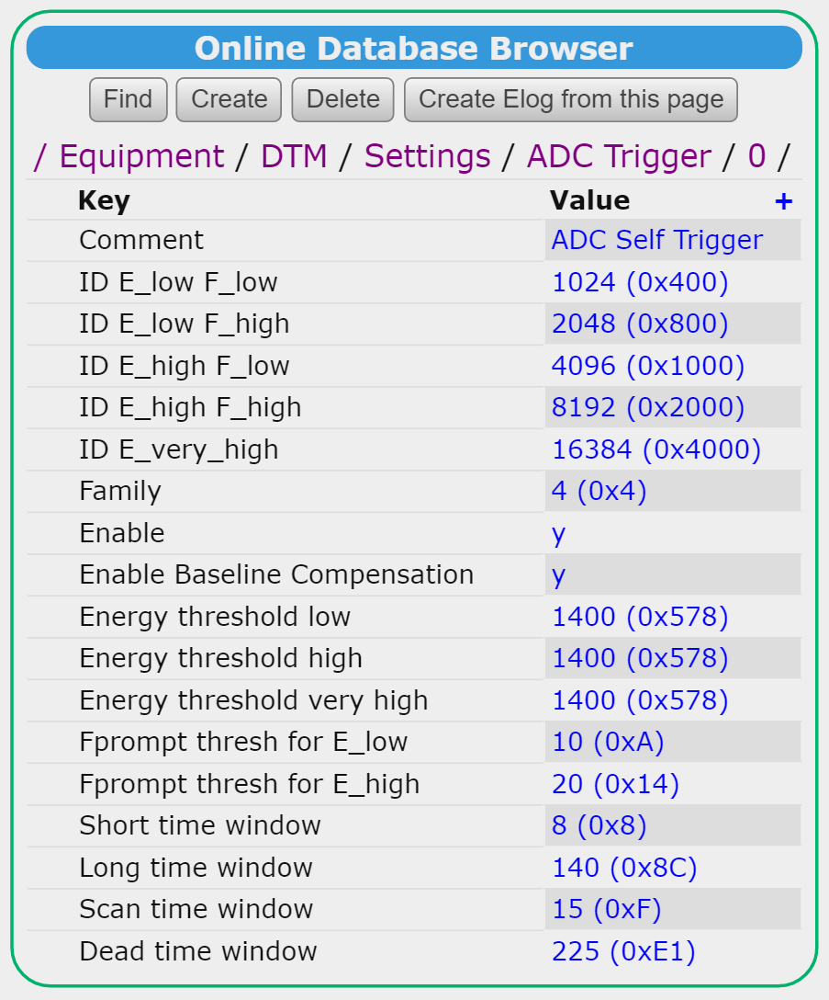 Online Database Browser
Find Create Delete Create Elog from this page
/ Equipment / DTM / Settings / ADC Trigger / 0 /
Key Value +
Comment ADC Self Trigger
ID E_low F_low 1024 (0x400)
ID E_low F_high 2048 (0x800)
ID E_high F_low 4096 (0x1000)
ID E_high F_high 8192 (0x2000)
ID E_very_high 16384 (0x4000)
Family 4 (0x4)
Enable y
Enable Baseline Compensation y
Energy threshold low 1400 (0x578)
Energy threshold high 1400 (0x578)
Energy threshold very high 1400 (0x578)
Fprompt thresh for E_low 10 (0xA)
Fprompt thresh for E_high 20 (0x14)
Short time window 8 (0x8)
Long time window 140 (0x8C)
Scan time window 15 (0xF)
Dead time window 225 (0xE1)